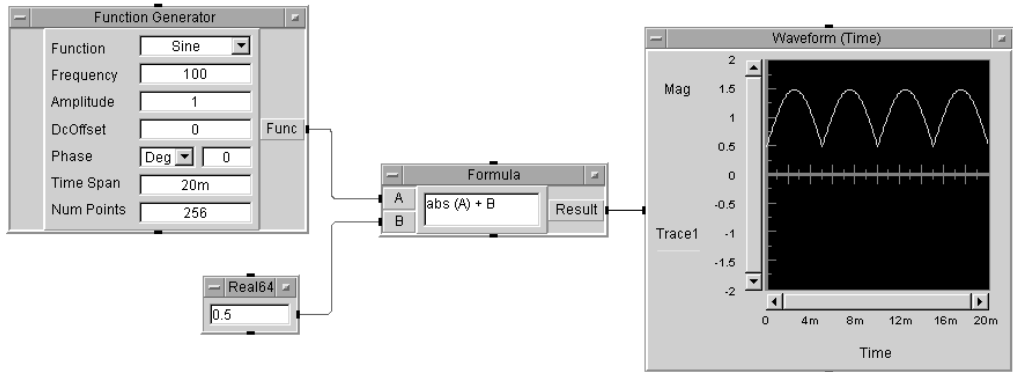 Function Generator
Function Sine
Frequency 100
Amplitude 1
DcOffset 0
Phase Deg 0
Time Span 20m
Num Points 256
Func
Real64
0.5
Formula
A
B
abs (A) + B
Result
Waveform (Time)
Mag
Trace1
2
1.5
1
0.5
0
-0.5
-1
-1.5
-2
0 4m 8m 12m 16m 20m
Time